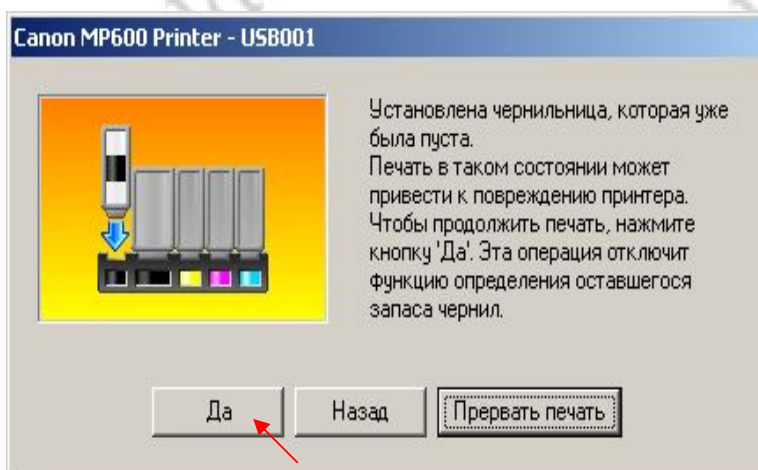 Canon MP600 Printer - USB001
Установлена чернильница, которая уже
была пуста.
Печать в таком состоянии может
привести к повреждению принтера.
Чтобы продолжить печать, нажмите
кнопку 'Да'. Эта операция отключит
функцию определения оставшегося
запаса чернил.
Да Назад Прервать печать